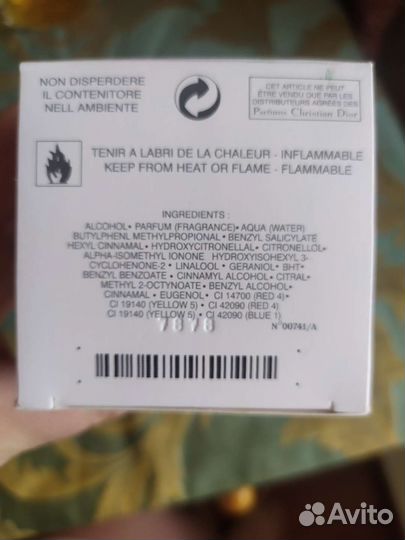 NON DISPERDERE
IL CONTENITORE
NELL AMBIENTE
CET ARTICLE NE PEUT
ÊTRE VENDU QUE PAR LES
DISTRIBUTEURS AGRÉÉS DES
Parfums Christian Dior
TENIR A LABRI DE LA CHALEUR - INFLAMMABLE
KEEP FROM HEAT OR FLAME - FLAMMABLE
INGREDIENTS :
ALCOHOL• PARFUM (FRAGRANCE)• AQUA (WATER)
BUTYLPHENL METHYLPROPIONAL• BENZYL SALICYLATE
HEXYL CINNAMAL• HYDROXYCITRONELLAL• CITRONELLOL•
ALPHA-ISOMETHYL IONONE HYDROXYISOHEXYL 3-
CYCLOHENONE-2 • LINALOOL • GERANIOL• BHT•
BENZYL BENZOATE • CINNAMYL ALCOHOL• CITRAL•
METHYL 2-OCTYNOATE • BENZYL ALCOHOL•
CINNAMAL • EUGENOL • CI 14700 (RED 4)•
CI 19140 (YELLOW 5) • CI 42090 (RED 4)
CI 19140 (YELLOW 5) • CI 42090 (BLUE 1)
N°00741/A
Avito